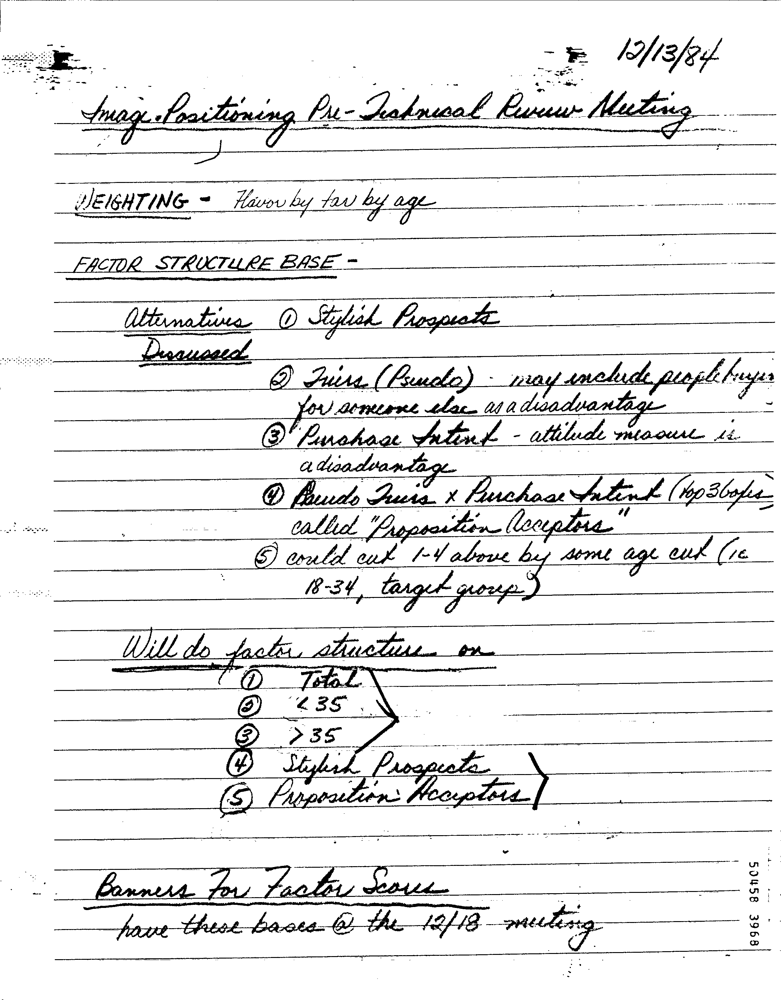 12/13/84
Image Positioning Pre-Technical Review Meeting
WEIGHTING - Flavor by tar by age
FACTOR STRUCTURE BASE -
Alternatives ① Stylish Prospects
Discussed
② Triers (Pseudo) - may include people buying
for someone else as a disadvantage
③ Purchase Intent - attitude measure is
a disadvantage
④ Pseudo Triers x Purchase Intent (top 3 boxes)
called "Proposition Acceptors"
⑤ could cut 1-4 above by some age cut (ie
18-34, target group)
Will do factor structure on
① Total
② < 35
③ > 35
④ Stylish Prospects
⑤ Proposition Acceptors
Banners For Factor Scores
have these bases @ the 12/18 meeting
50458 3968